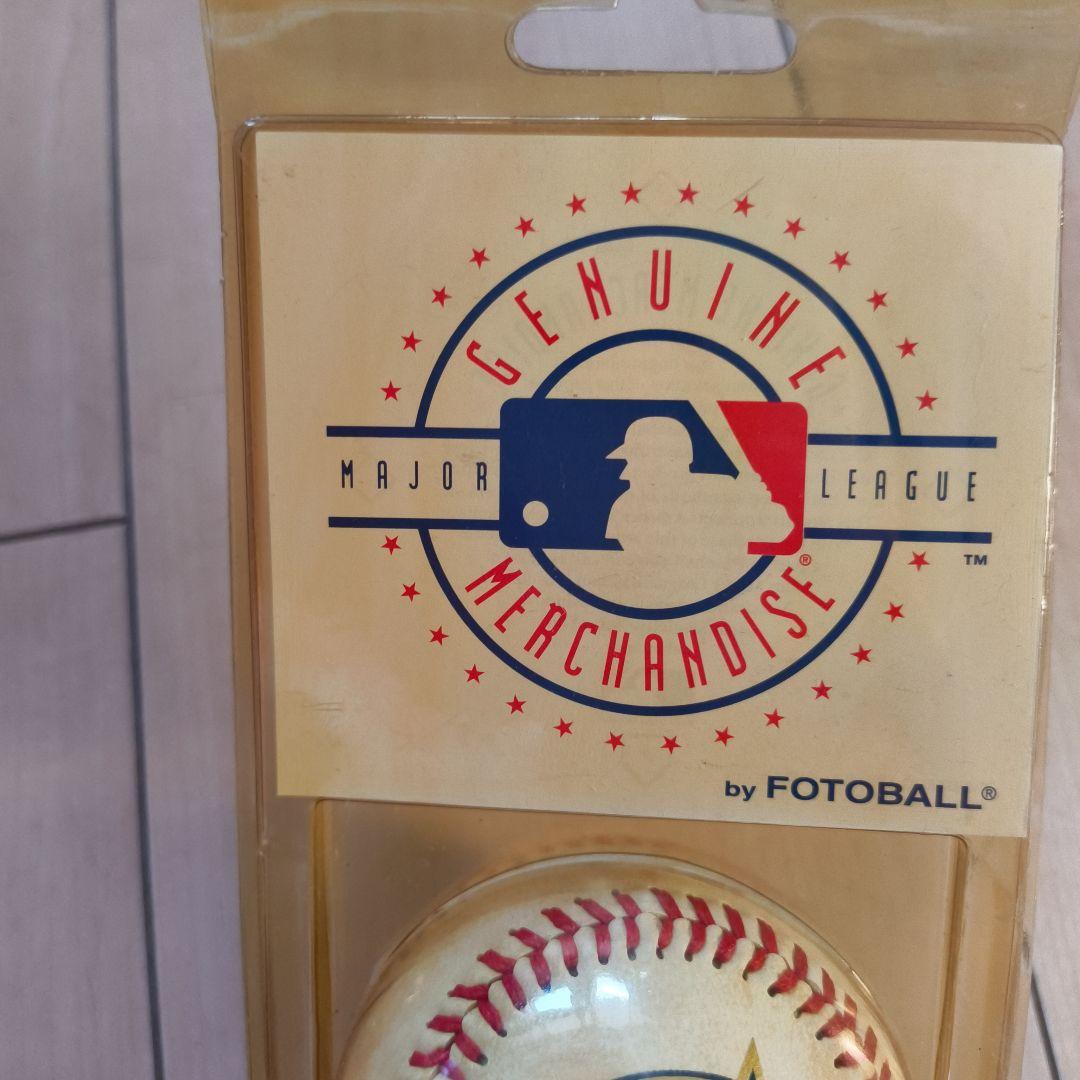 GENUINE
MAJOR LEAGUE
TM
MERCHANDISE®
by FOTOBALL®